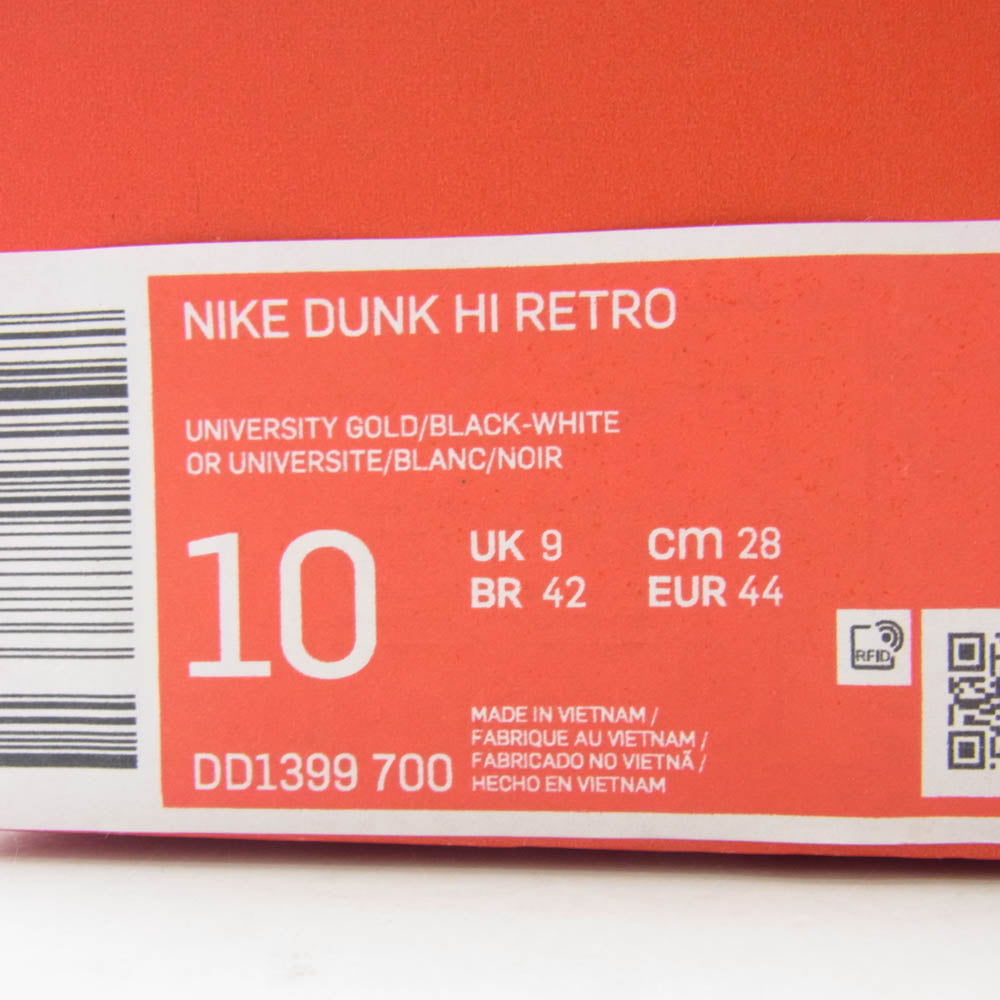 NIKE DUNK HI RETRO
UNIVERSITY GOLD/BLACK-WHITE
OR UNIVERSITE/BLANC/NOIR
10
UK 9
cm 28
BR 42
EUR 44
RFID
MADE IN VIETNAM /
FABRIQUE AU VIETNAM /
FABRICADO NO VIETNÃ /
HECHO EN VIETNAM
DD1399 700